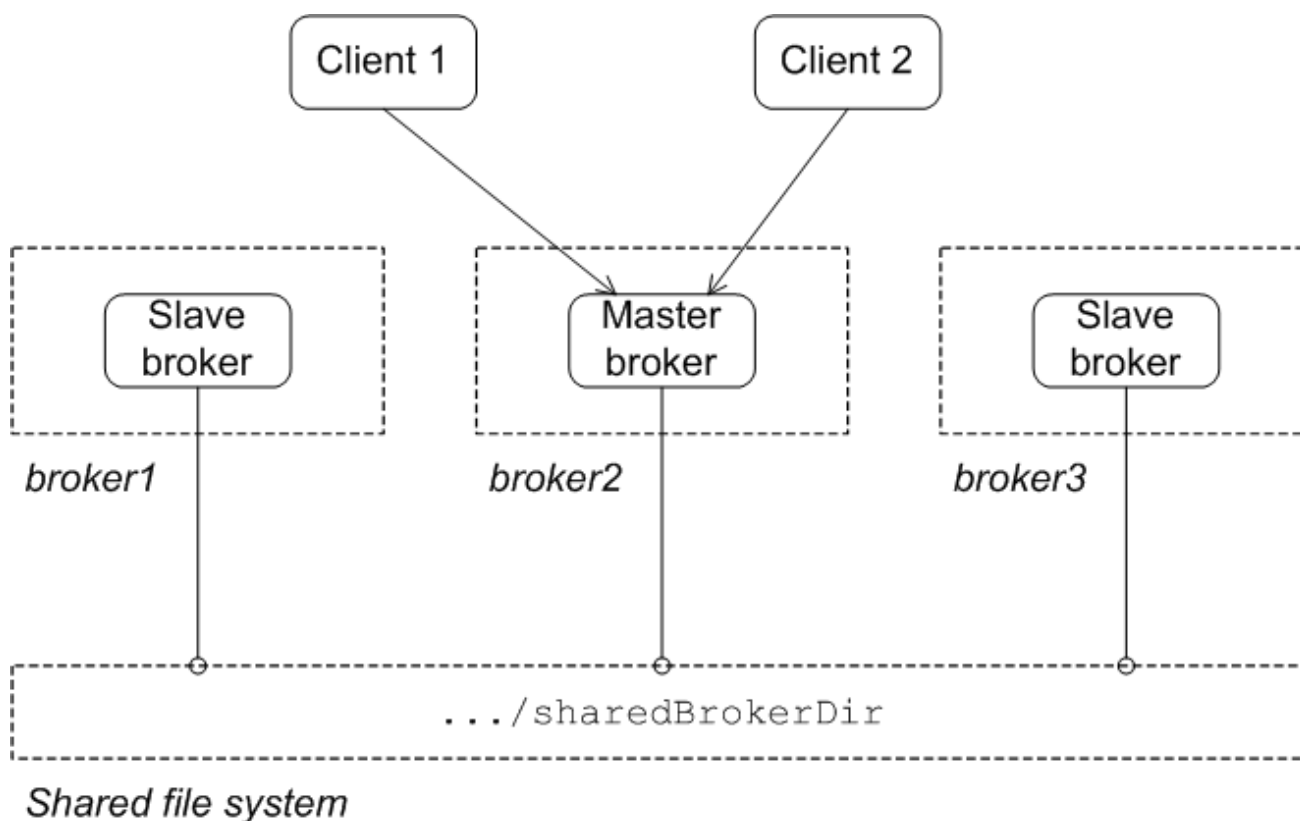 Client 1
Client 2
Slave
broker
Master
broker
Slave
broker
broker1
broker2
broker3
.../sharedBrokerDir
Shared file system